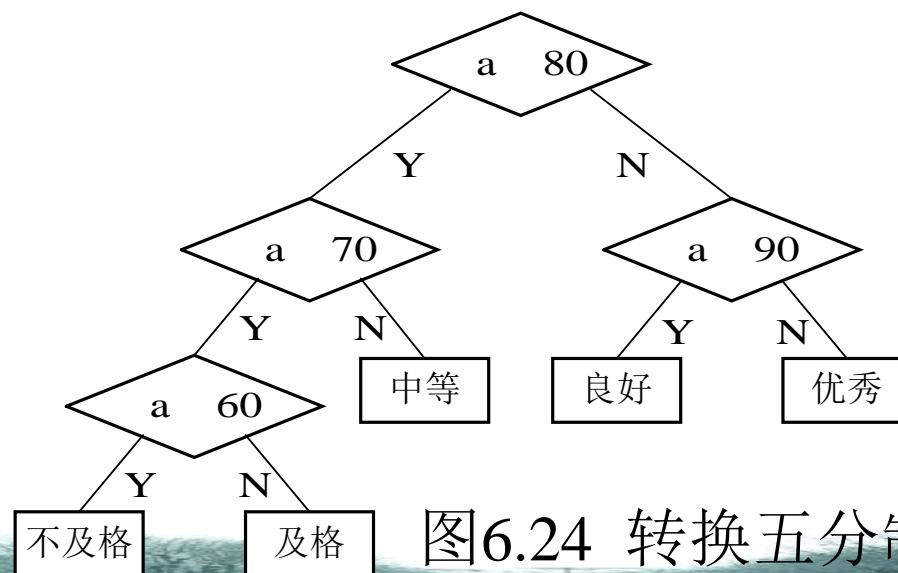 a 80
Y N
a 70 a 90
Y N Y N
a 60 中等 良好 优秀
Y N
不及格 及格
图6.24 转换五分